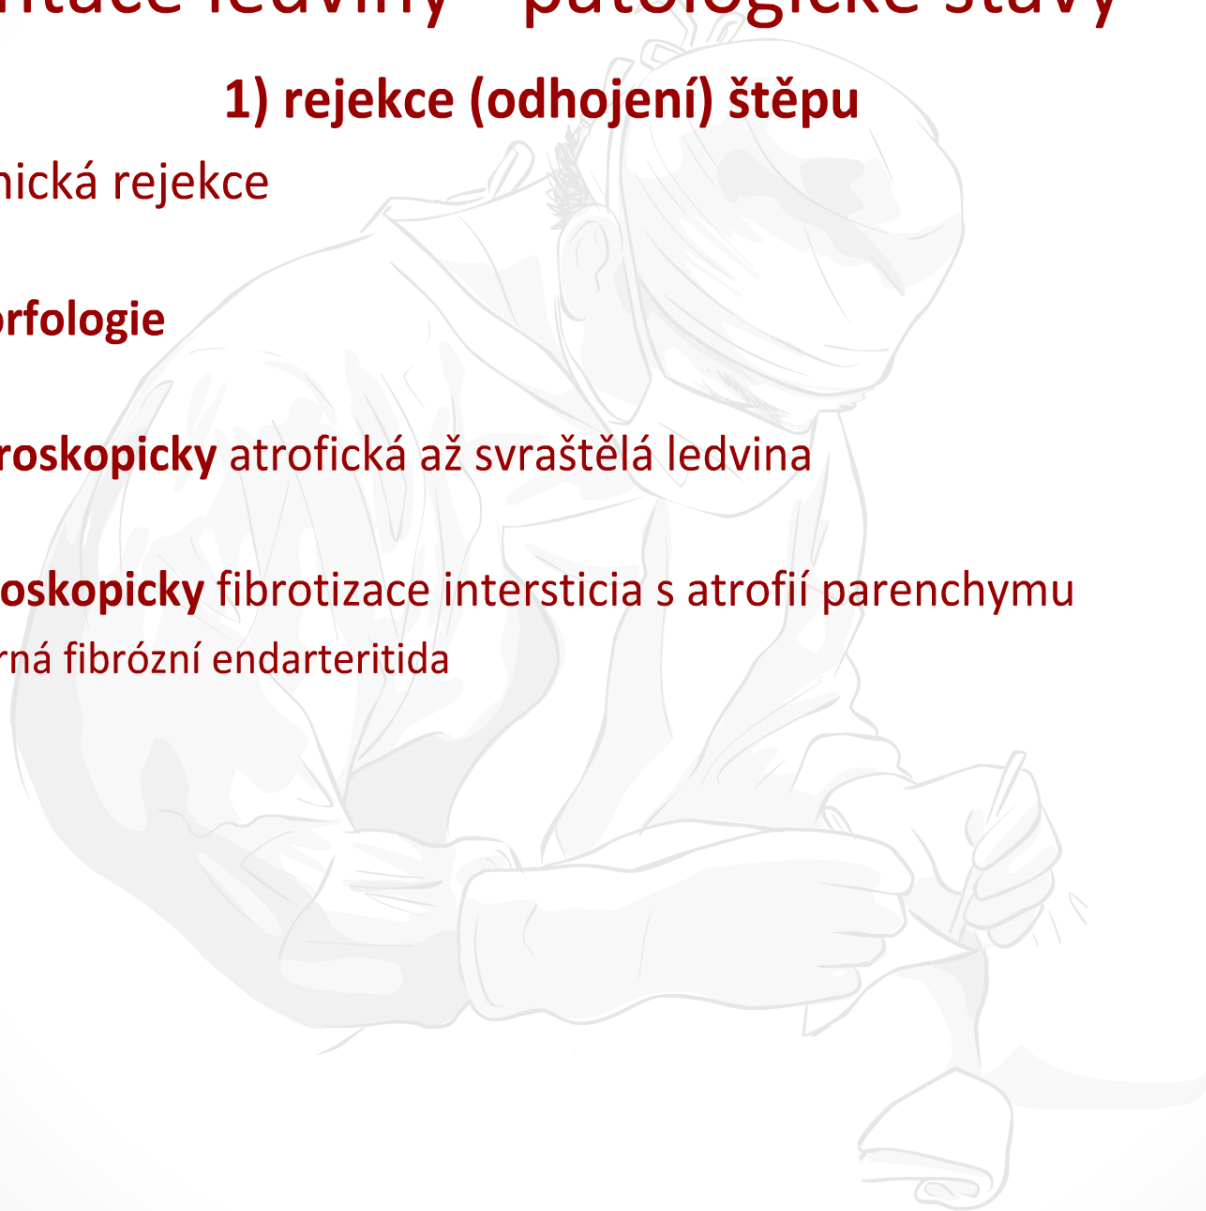 ntace ledviny - patologické stavy
1) rejekce (odhojení) štěpu
nická rejekce
orfologie
roskopicky atrofická až svraštělá ledvina
oskopicky fibrotizace intersticia s atrofií parenchymu
rná fibrózní endarteritida